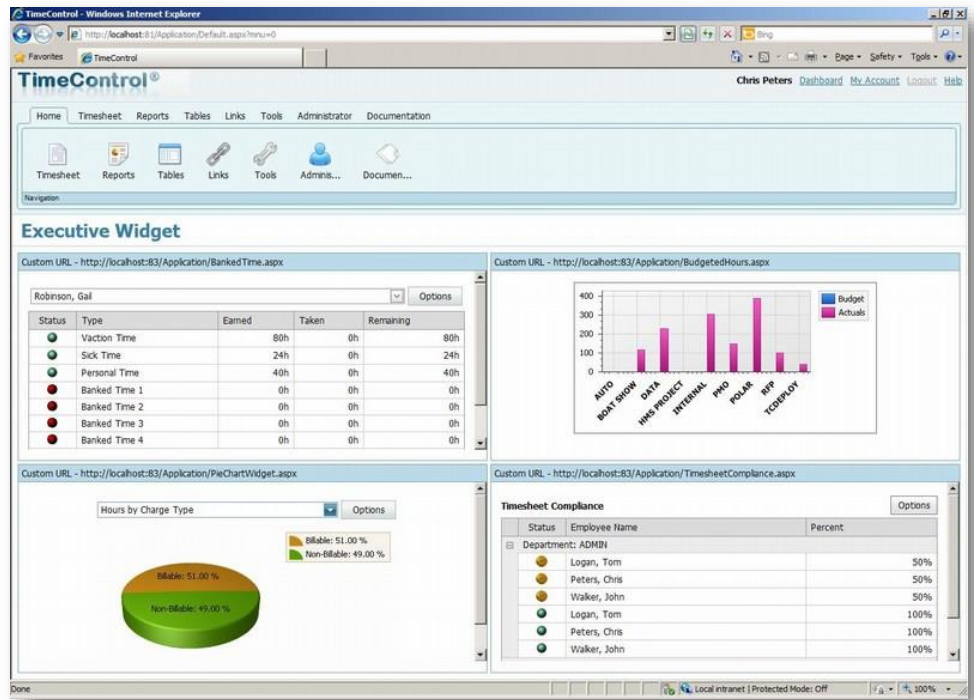 TimeControl - Windows Internet Explorer
http://localhost:81/Application/Default.aspx?mnu=0
Bing
Favorites TimeControl
Page Safety Tools
TimeControl®
Chris Peters Dashboard My Account Logout Help
Home Timesheet Reports Tables Links Tools Administrator Documentation
Timesheet Reports Tables Links Tools Adminis... Documen...
Navigation
Executive Widget
Custom URL - http://localhost:83/Application/BankedTime.aspx
Robinson, Gail
Options
Status Type Earned Taken Remaining
Vaction Time 80h 0h 80h
Sick Time 24h 0h 24h
Personal Time 40h 0h 40h
Banked Time 1 0h 0h 0h
Banked Time 2 0h 0h 0h
Banked Time 3 0h 0h 0h
Banked Time 4 0h 0h 0h
Custom URL - http://localhost:83/Application/BudgetedHours.aspx
400
300
200
100
0
AUTO
BOAT SHOW
DATA
HMS PROJECT
INTERNAL
PMO
POLAR
RFP
TCDEPLOY
Budget
Actuals
Custom URL - http://localhost:83/Application/PieChartWidget.aspx
Hours by Charge Type
Options
Billable: 51.00 %
Non-Billable: 49.00 %
Billable: 51.00 %
Non-Billable: 49.00 %
Custom URL - http://localhost:83/Application/TimesheetCompliance.aspx
Timesheet Compliance
Options
Status Employee Name Percent
Department: ADMIN
Logan, Tom 50%
Peters, Chris 50%
Walker, John 50%
Logan, Tom 100%
Peters, Chris 100%
Walker, John 100%
Done
Local intranet | Protected Mode: Off
100%